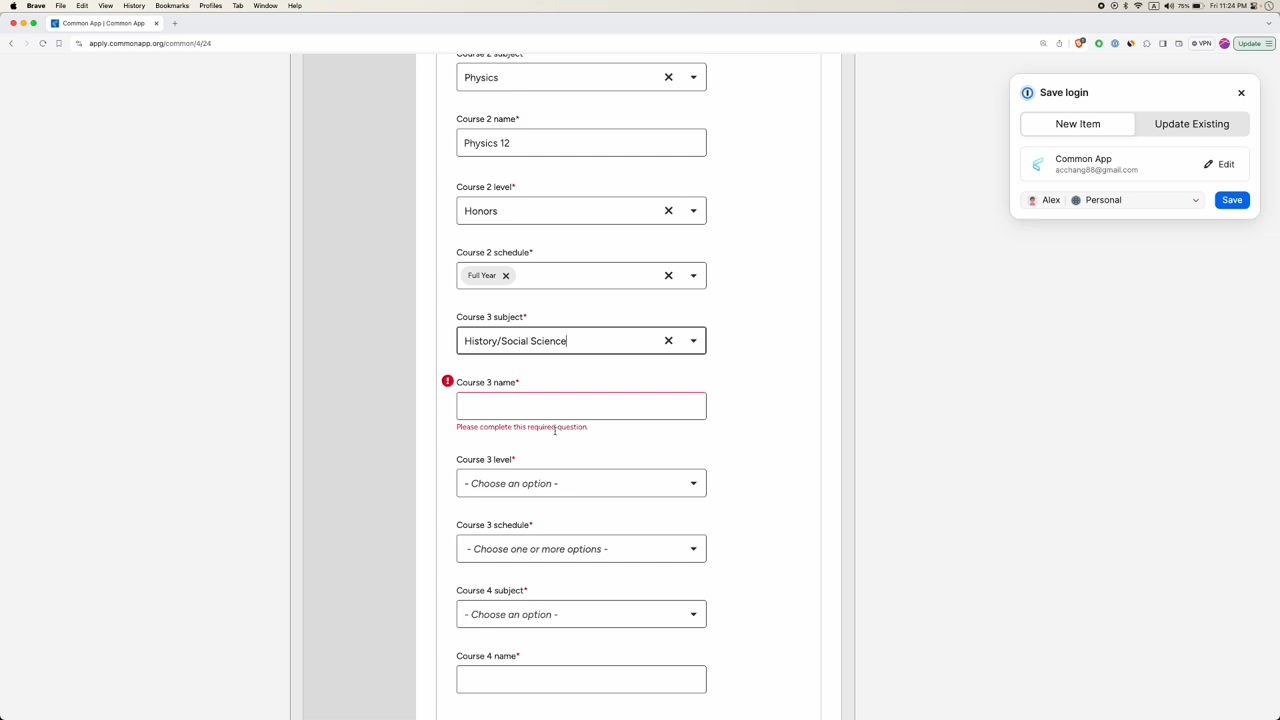 Brave File Edit View History Bookmarks Profiles Tab Window Help
A 75% Fri 11:24 PM
Common App | Common App
apply.commonapp.org/common/4/24
VPN Update
Course 2 subject*
Physics
Course 2 name*
Physics 12
Course 2 level*
Honors
Course 2 schedule*
Full Year
Course 3 subject*
History/Social Science
Course 3 name*
Please complete this required question.
Course 3 level*
- Choose an option -
Course 3 schedule*
- Choose one or more options -
Course 4 subject*
- Choose an option -
Course 4 name*
Save login
New Item Update Existing
Common App
acchang88@gmail.com
Edit
Alex Personal
Save